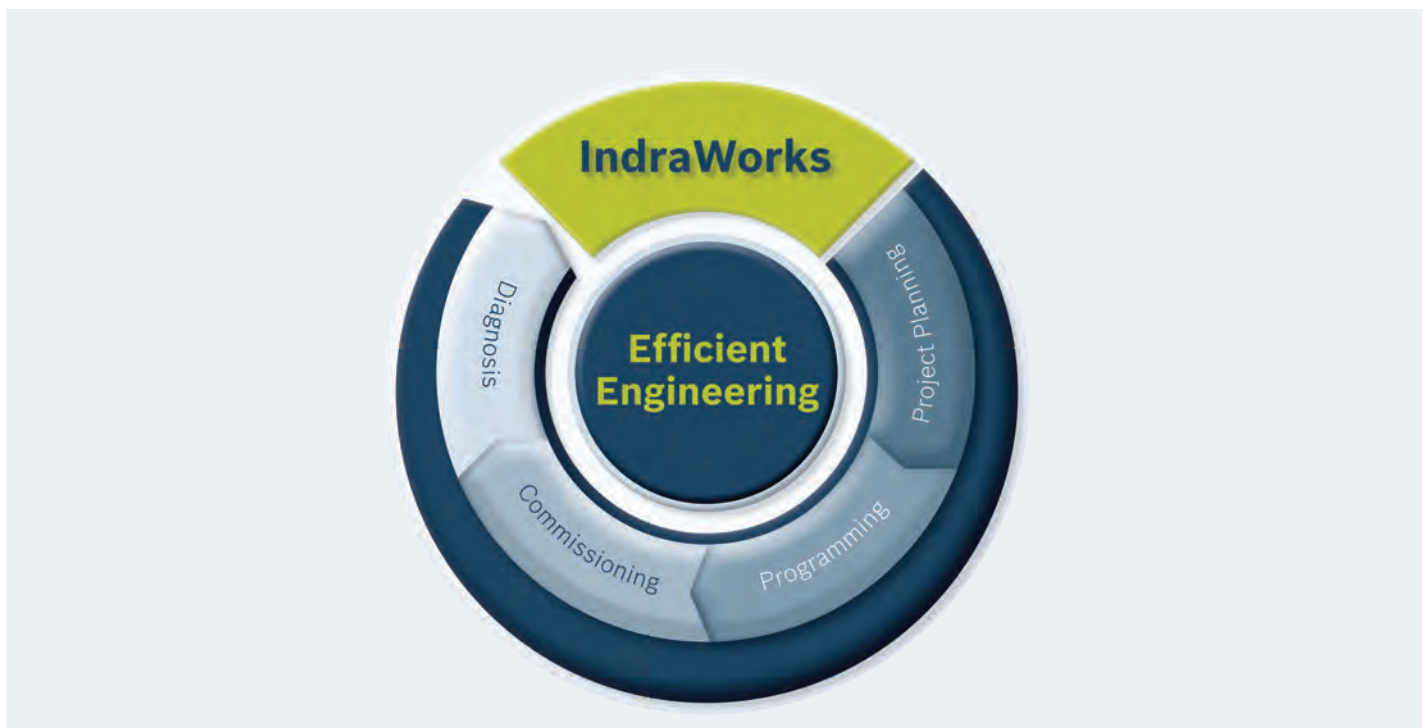 IndraWorks
Efficient
Engineering
Project Planning
Programming
Commissioning
Diagnosis